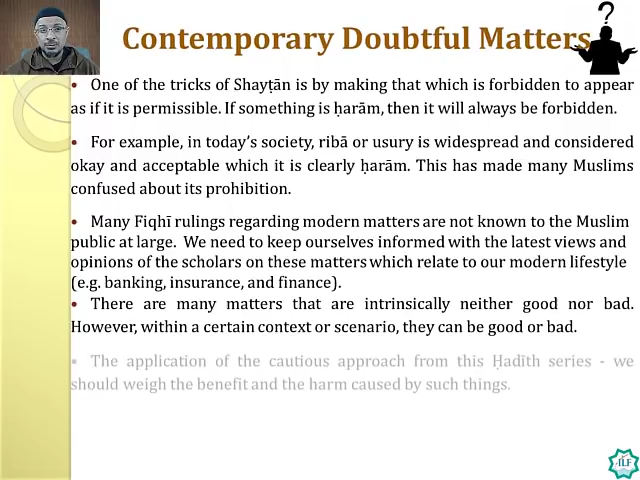 Contemporary Doubtful Matters
?
• One of the tricks of Shayṭān is by making that which is forbidden to appear
as if it is permissible. If something is ḥarām, then it will always be forbidden.
• For example, in today's society, ribā or usury is widespread and considered
okay and acceptable which it is clearly ḥarām. This has made many Muslims
confused about its prohibition.
• Many Fiqhī rulings regarding modern matters are not known to the Muslim
public at large. We need to keep ourselves informed with the latest views and
opinions of the scholars on these matters which relate to our modern lifestyle
(e.g. banking, insurance, and finance).
• There are many matters that are intrinsically neither good nor bad.
However, within a certain context or scenario, they can be good or bad.
▪ The application of the cautious approach from this Ḥadīth series - we
should weigh the benefit and the harm caused by such things.
ILF